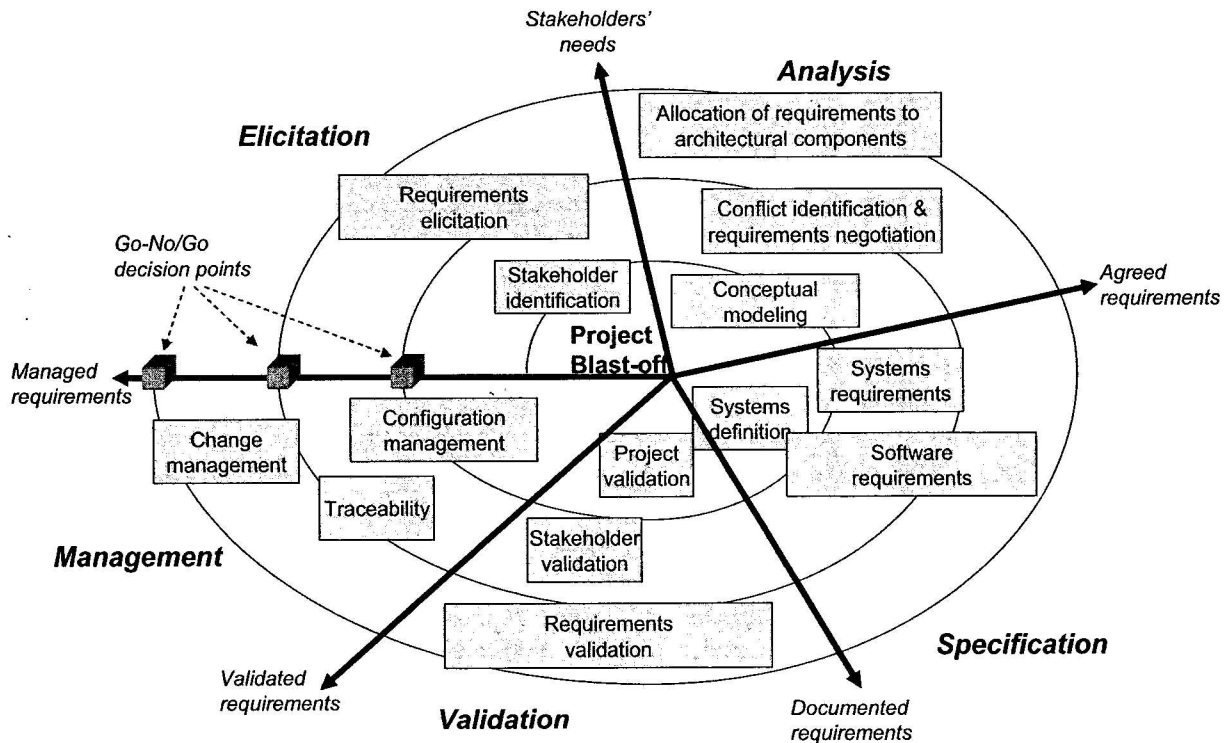 Stakeholders'
needs
Analysis
Allocation of requirements to
architectural components
Elicitation
Requirements
elicitation
Conflict identification &
requirements negotiation
Go-No/Go
decision points
Stakeholder
identification
Conceptual
modeling
Agreed
requirements
Project
Blast-off
Managed
requirements
Systems
requirements
Configuration
management
Systems
definition
Change
management
Project
validation
Software
requirements
Traceability
Stakeholder
validation
Management
Requirements
validation
Specification
Validated
requirements
Validation
Documented
requirements